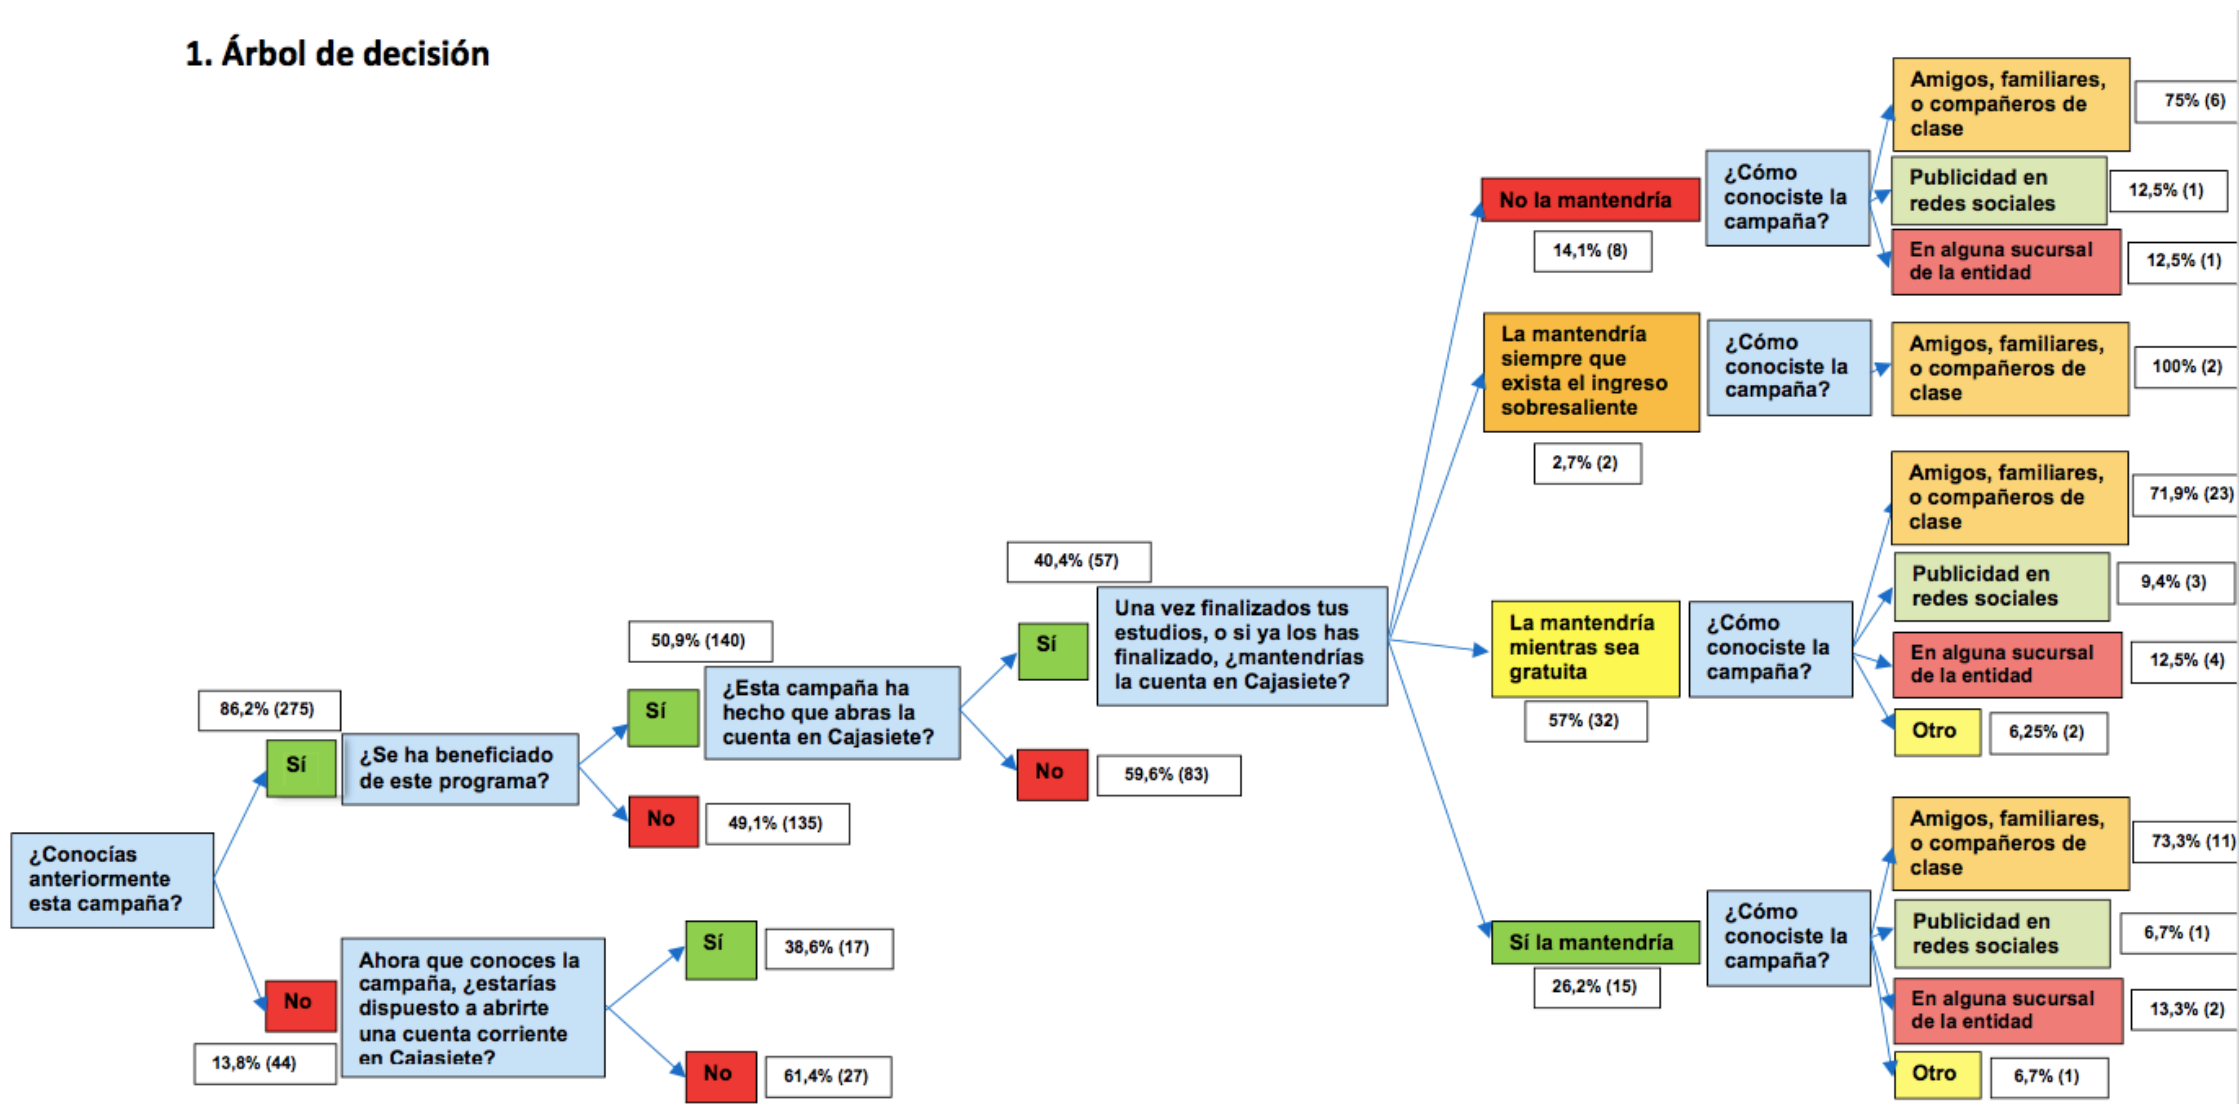 1. Árbol de decisión
¿Conocías
anteriormente
esta campaña?
86,2% (275)
Sí
¿Se ha beneficiado
de este programa?
50,9% (140)
Sí
¿Esta campaña ha
hecho que abras la
cuenta en Cajasiete?
40,4% (57)
Sí
Una vez finalizados tus
estudios, o si ya los has
finalizado, ¿mantendrías
la cuenta en Cajasiete?
No
59,6% (83)
No
49,1% (135)
No
13,8% (44)
Ahora que conoces la
campaña, ¿estarías
dispuesto a abrirte
una cuenta corriente
en Cajasiete?
Sí
38,6% (17)
No
61,4% (27)
No la mantendría
14,1% (8)
¿Cómo
conociste la
campaña?
Amigos, familiares,
o compañeros de
clase
75% (6)
Publicidad en
redes sociales
12,5% (1)
En alguna sucursal
de la entidad
12,5% (1)
La mantendría
siempre que
exista el ingreso
sobresaliente
2,7% (2)
¿Cómo
conociste la
campaña?
Amigos, familiares,
o compañeros de
clase
100% (2)
La mantendría
mientras sea
gratuita
57% (32)
¿Cómo
conociste la
campaña?
Amigos, familiares,
o compañeros de
clase
71,9% (23)
Publicidad en
redes sociales
9,4% (3)
En alguna sucursal
de la entidad
12,5% (4)
Otro
6,25% (2)
Sí la mantendría
26,2% (15)
¿Cómo
conociste la
campaña?
Amigos, familiares,
o compañeros de
clase
73,3% (11)
Publicidad en
redes sociales
6,7% (1)
En alguna sucursal
de la entidad
13,3% (2)
Otro
6,7% (1)